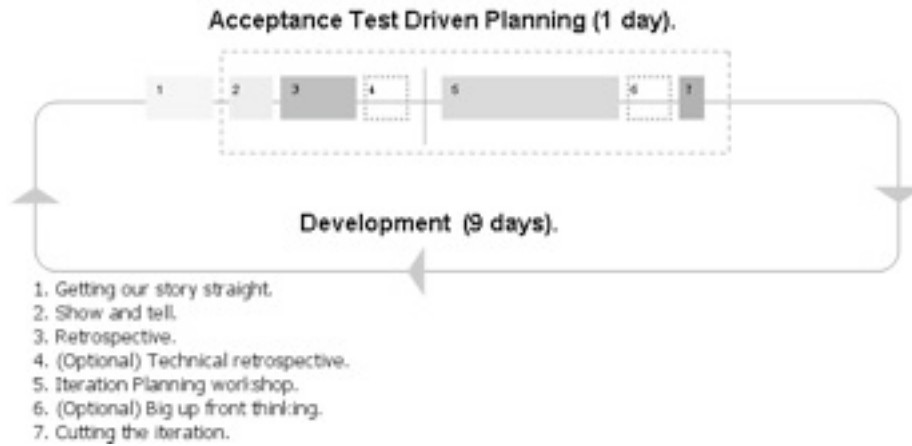 Acceptance Test Driven Planning (1 day).
1 2 3 4 5 6 7
Development (9 days).
1. Getting our story straight.
2. Show and tell.
3. Retrospective.
4. (Optional) Technical retrospective.
5. Iteration Planning workshop.
6. (Optional) Big up front thinking.
7. Cutting the iteration.